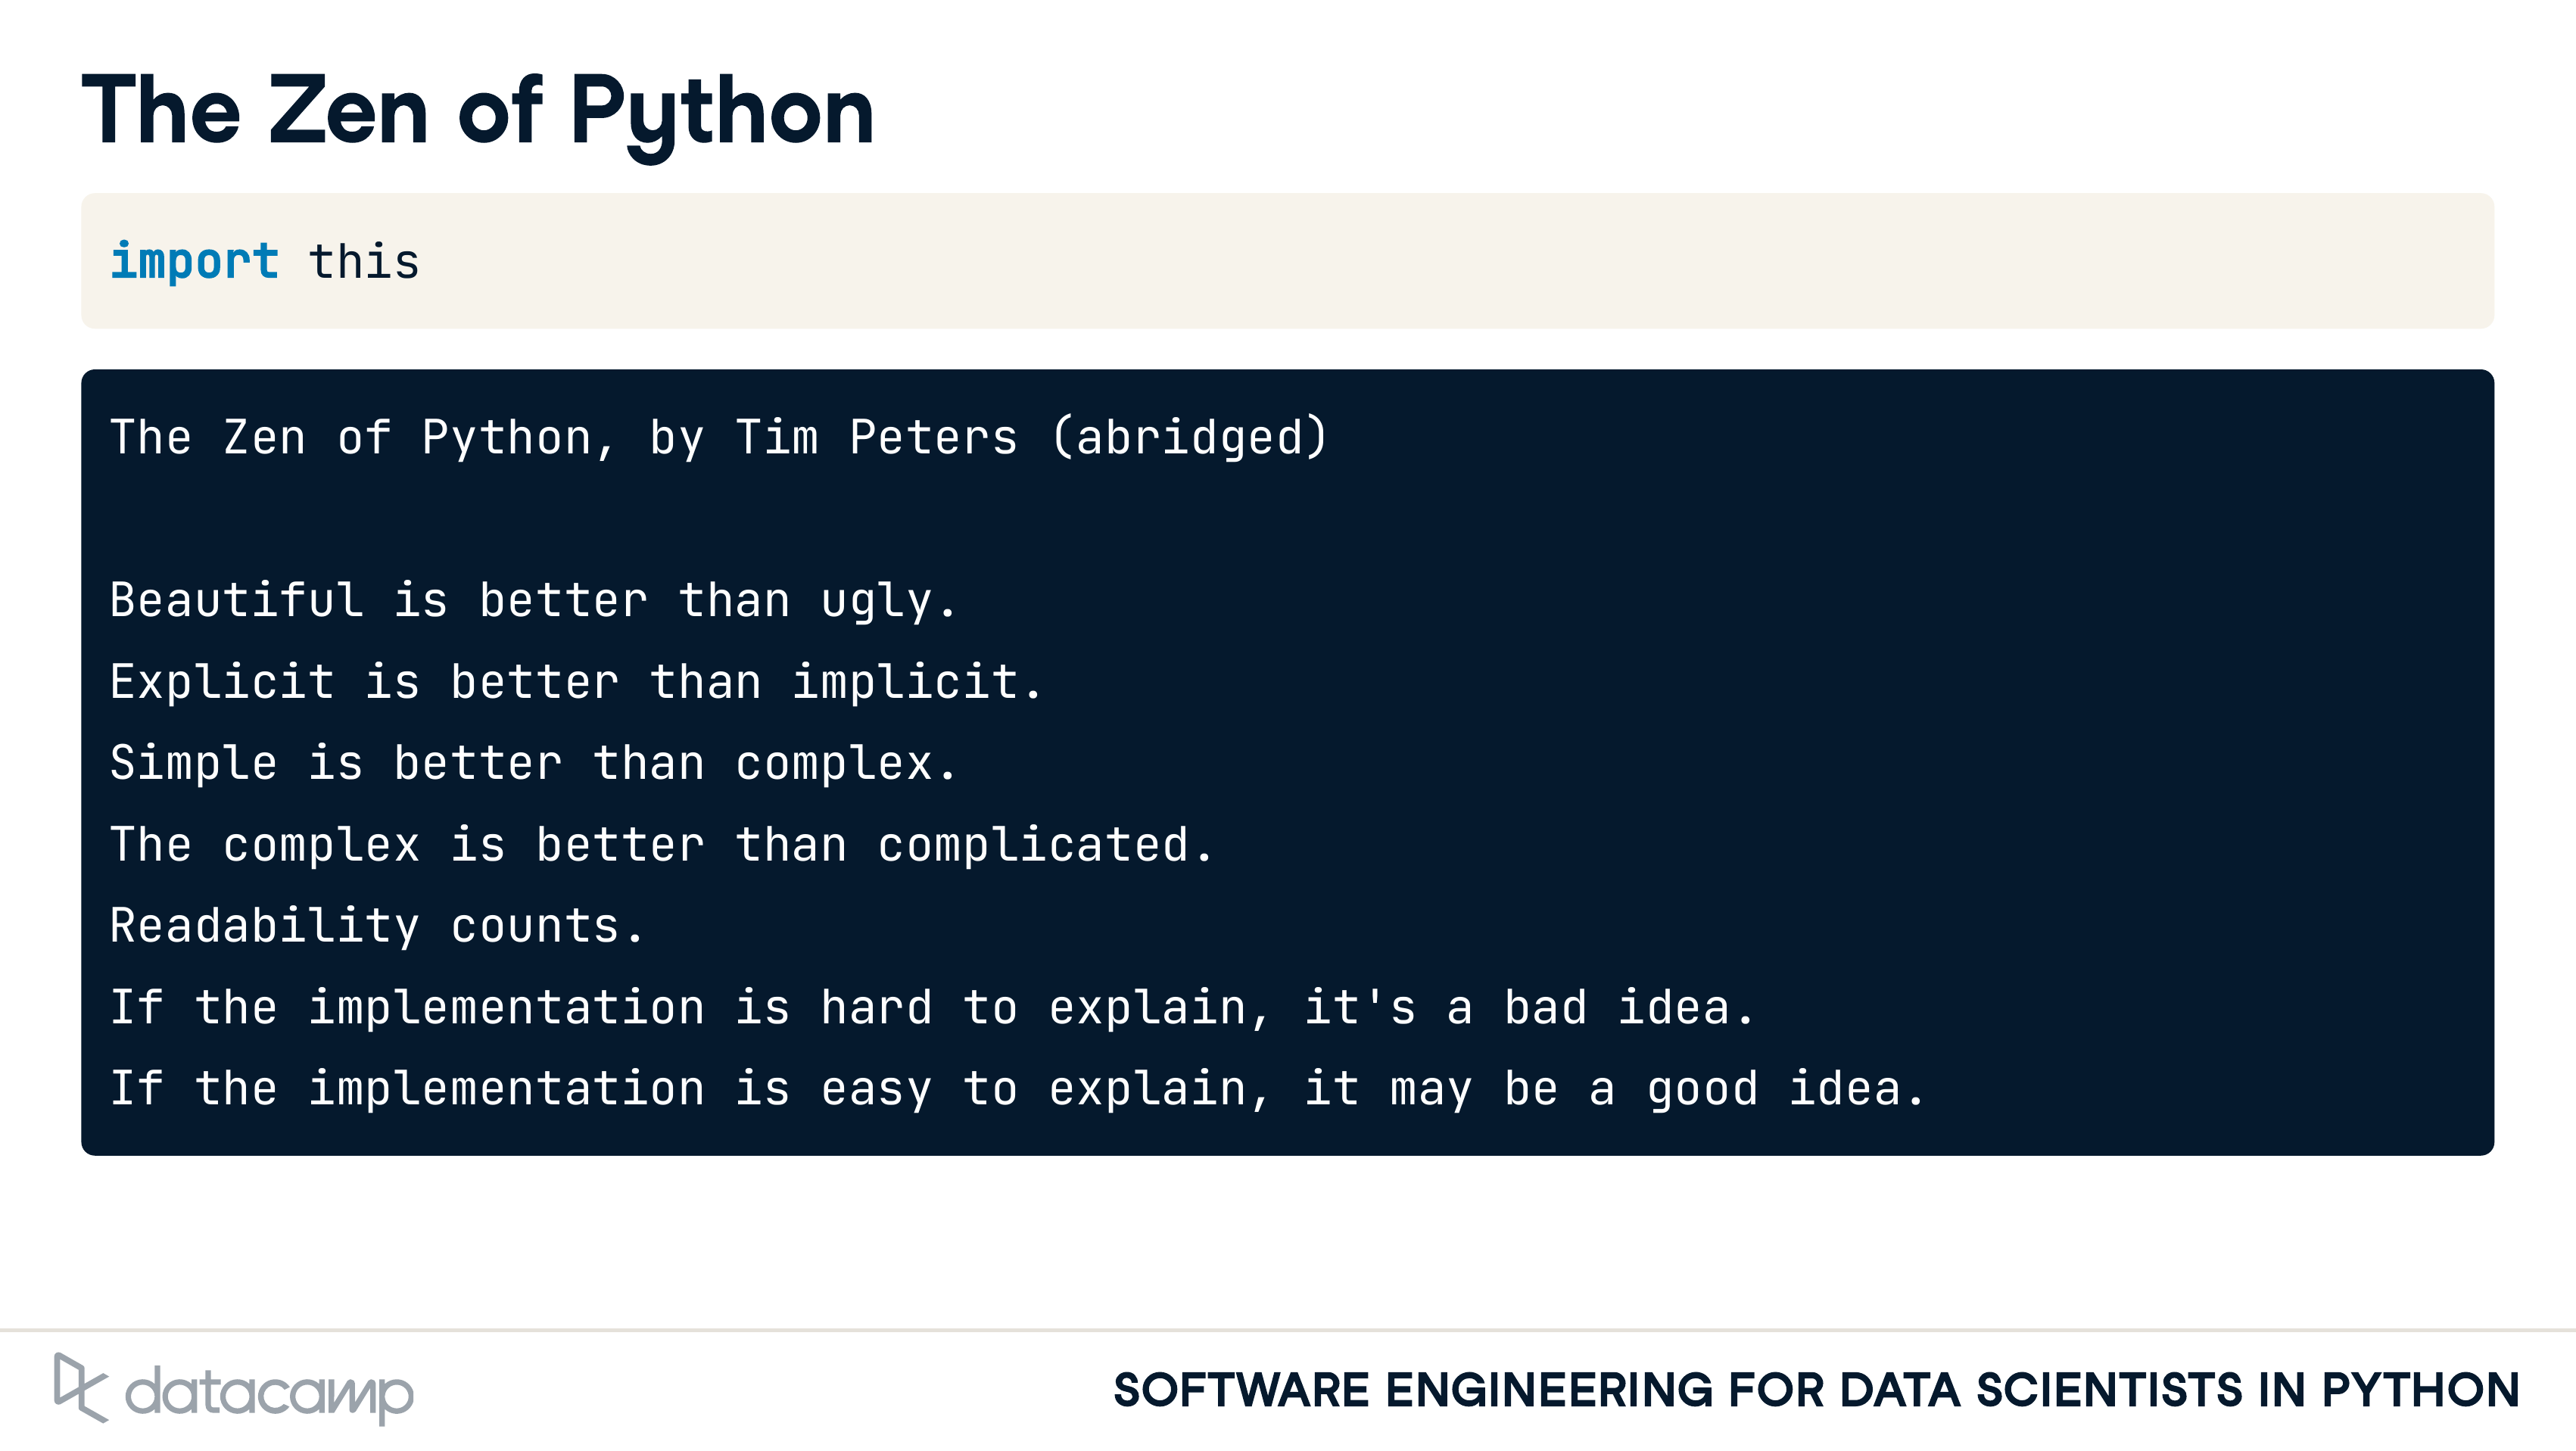 The Zen of Python
import this
The Zen of Python, by Tim Peters (abridged)
Beautiful is better than ugly.
Explicit is better than implicit.
Simple is better than complex.
The complex is better than complicated.
Readability counts.
If the implementation is hard to explain, it's a bad idea.
If the implementation is easy to explain, it may be a good idea.
datacamp
SOFTWARE ENGINEERING FOR DATA SCIENTISTS IN PYTHON